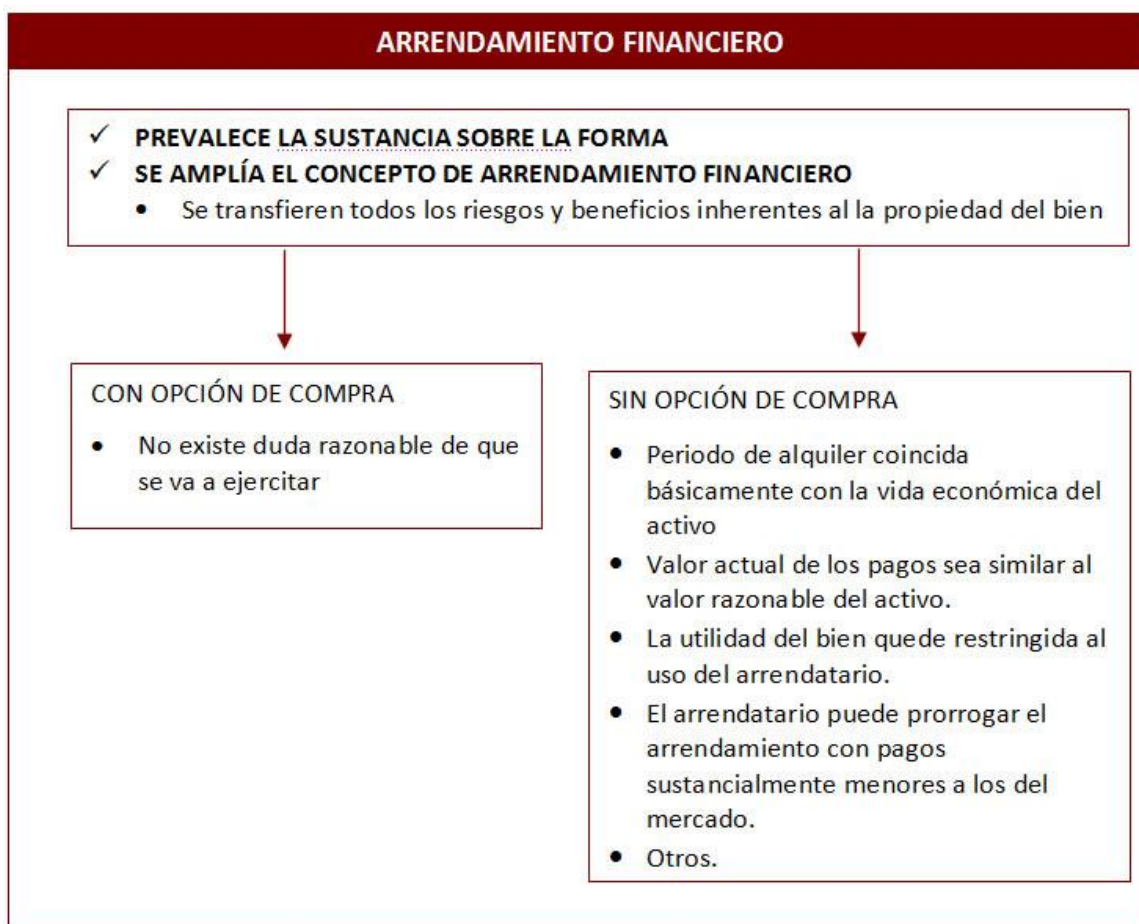 ARRENDAMIENTO FINANCIERO
✓ PREVALECE LA SUSTANCIA SOBRE LA FORMA
✓ SE AMPLÍA EL CONCEPTO DE ARRENDAMIENTO FINANCIERO
• Se transfieren todos los riesgos y beneficios inherentes al la propiedad del bien
CON OPCIÓN DE COMPRA
• No existe duda razonable de que
se va a ejercitar
SIN OPCIÓN DE COMPRA
• Periodo de alquiler coincida
básicamente con la vida económica del
activo
• Valor actual de los pagos sea similar al
valor razonable del activo.
• La utilidad del bien quede restringida al
uso del arrendatario.
• El arrendatario puede prorrogar el
arrendamiento con pagos
sustancialmente menores a los del
mercado.
• Otros.